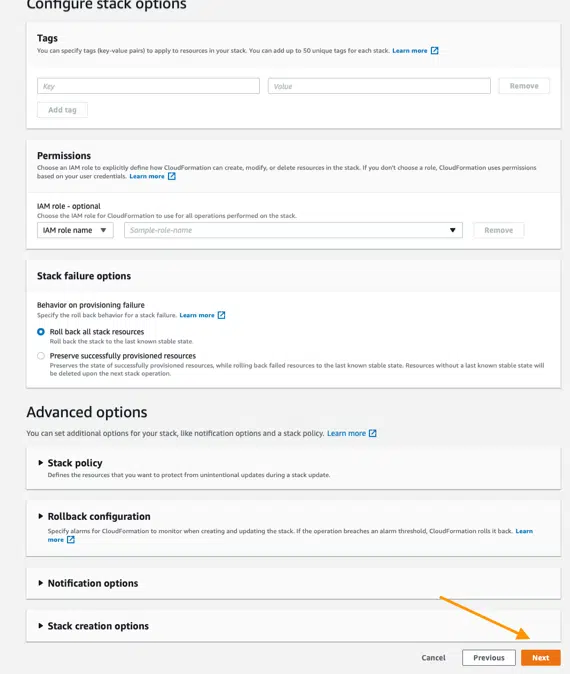 Configure stack options
Tags
You can specify tags (key-value pairs) to apply to resources in your stack. You can add up to 50 unique tags for each stack. Learn more
Key
Value
Remove
Add tag
Permissions
Choose an IAM role to explicitly define how CloudFormation can create, modify, or delete resources in the stack. If you don't choose a role, CloudFormation uses permissions
based on your user credentials. Learn more
IAM role - optional
Choose the IAM role for CloudFormation to use for all operations performed on the stack.
IAM role name
Sample-role-name
Remove
Stack failure options
Behavior on provisioning failure
Specify the roll back behavior for a stack failure. Learn more
Roll back all stack resources
Roll back the stack to the last known stable state.
Preserve successfully provisioned resources
Preserves the state of successfully provisioned resources, while rolling back failed resources to the last known stable state. Resources without a last known stable state will
be deleted upon the next stack operation.
Advanced options
You can set additional options for your stack, like notification options and a stack policy. Learn more
Stack policy
Defines the resources that you want to protect from unintentional updates during a stack update.
Rollback configuration
Specify alarms for CloudFormation to monitor when creating and updating the stack. If the operation breaches an alarm threshold, CloudFormation rolls it back. Learn
more
Notification options
Stack creation options
Cancel
Previous
Next